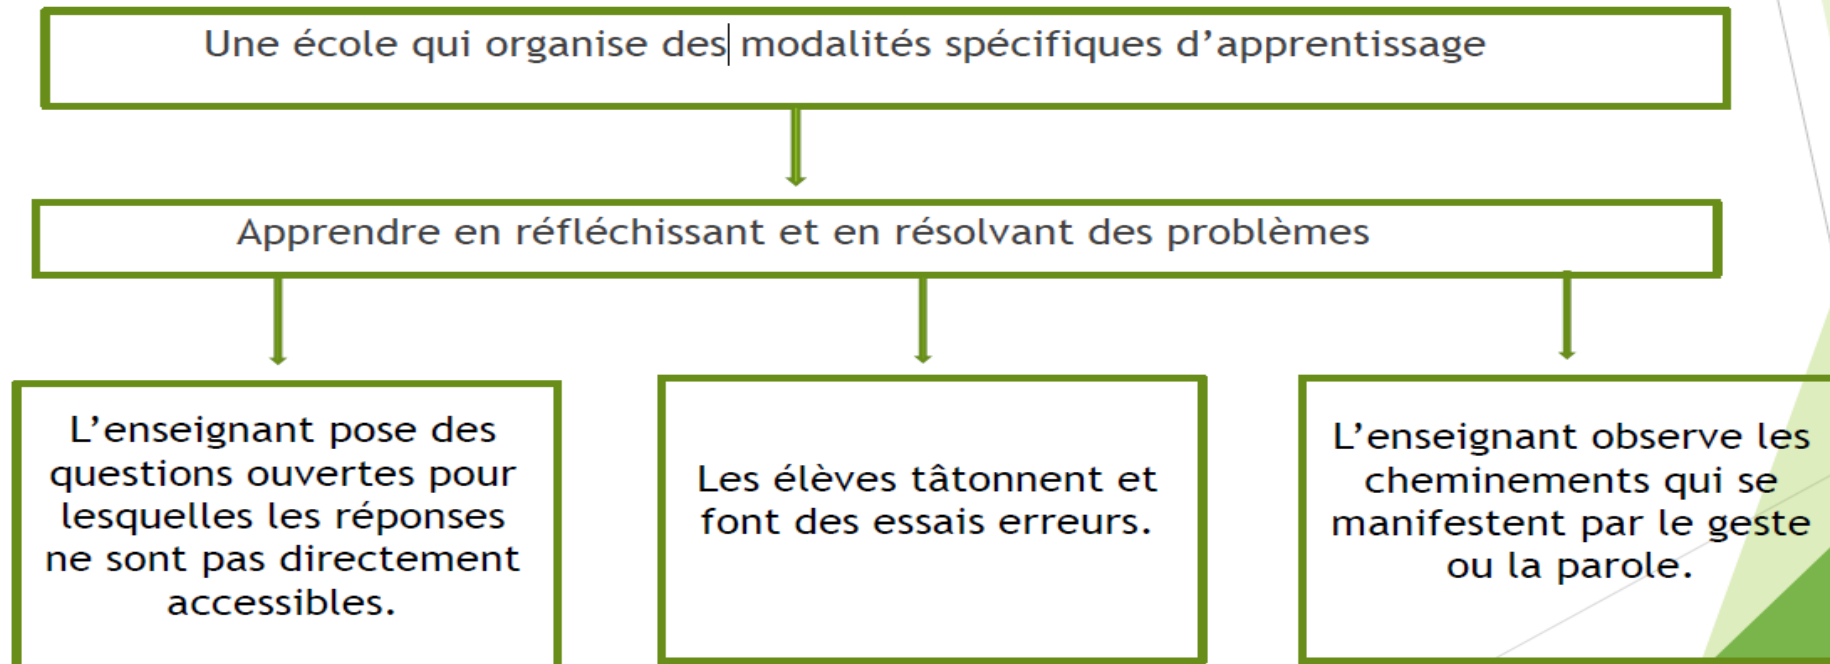 Une école qui organise des modalités spécifiques d’apprentissage
Apprendre en réfléchissant et en résolvant des problèmes
L’enseignant pose des
questions ouvertes pour
lesquelles les réponses
ne sont pas directement
accessibles.
Les élèves tâtonnent et
font des essais erreurs.
L’enseignant observe les
cheminements qui se
manifestent par le geste
ou la parole.